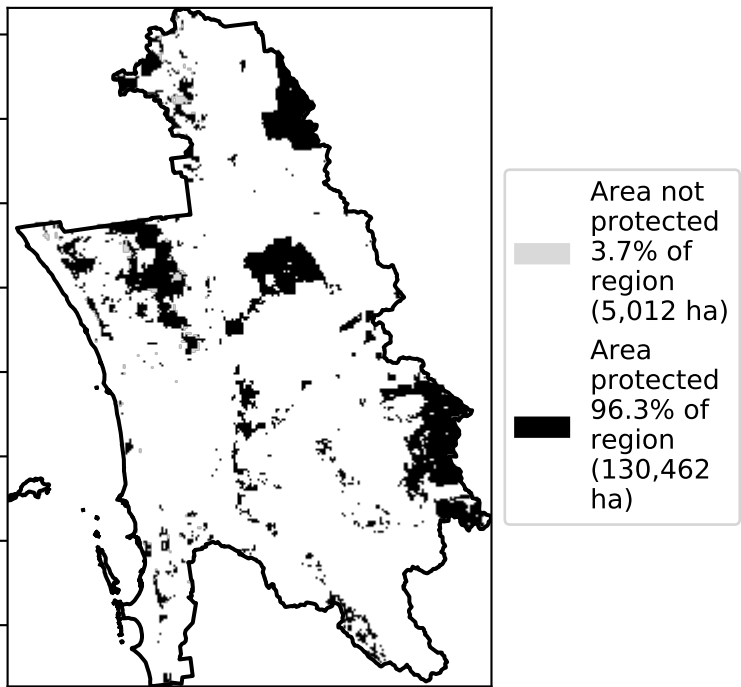 Area not
protected
3.7% of
region
(5,012 ha)
Area
protected
96.3% of
region
(130,462
ha)